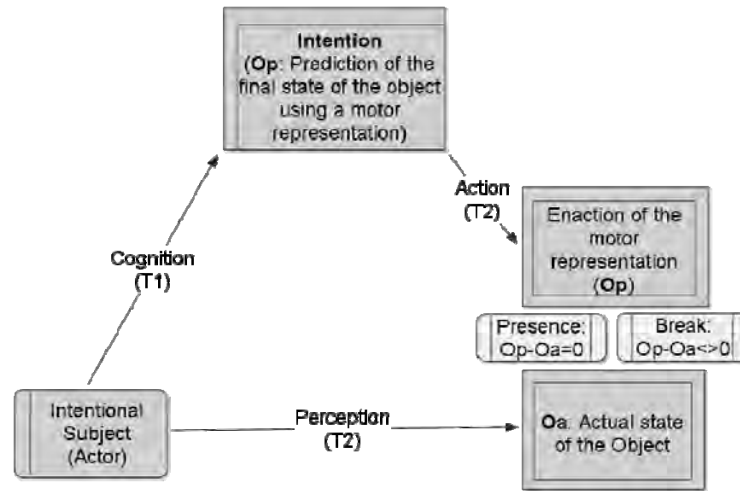 Intention
(Op: Prediction of the
final state of the object
using a motor
representation)
Action
(T2)
Enaction of the
motor
representation
(Op)
Cognition
(T1)
Presence:
Op-Oa=0
Break:
Op-Oa<>0
Intentional
Subject
(Actor)
Perception
(T2)
Oa: Actual state
of the Object